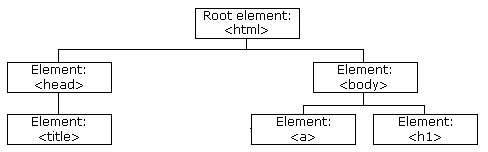 Root element:
<html>
Element:
<head>
Element:
<body>
Element:
<title>
Element:
<a>
Element:
<h1>